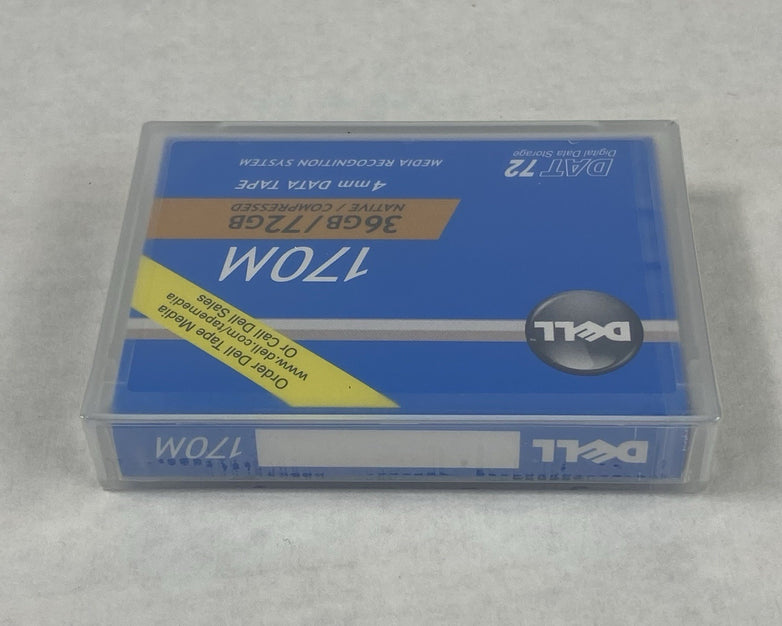 DELL
170M
36GB/72GB
NATIVE / COMPRESSED
4mm DATA TAPE
MEDIA RECOGNITION SYSTEM
DAT 72
Digital Data Storage
Order Dell Tape Media
www.dell.com/tapemedia
Or Call Dell Sales
DELL
170M